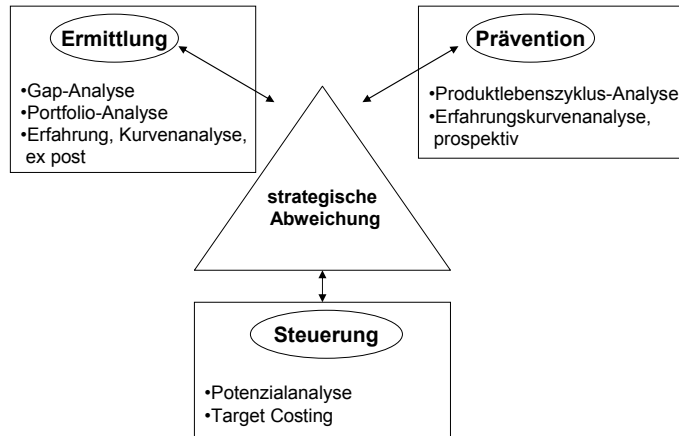 Ermittlung
•Gap-Analyse
•Portfolio-Analyse
•Erfahrung, Kurvenanalyse,
ex post
Prävention
•Produktlebenszyklus-Analyse
•Erfahrungskurvenanalyse,
prospektiv
strategische
Abweichung
Steuerung
•Potenzialanalyse
•Target Costing